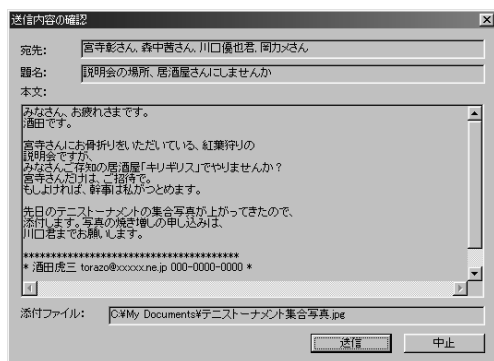 送信内容の確認
宛先: 宮寺彰さん, 森中茜さん, 川口優也君, 岡カメさん
題名: 説明会の場所、居酒屋さんにしませんか
本文:
みなさん、お疲れさまです。
酒田です。
宮寺さんにお骨折りをいただいている、紅葉狩りの
説明会ですが、
みなさんご存知の居酒屋「キリギリス」でやりませんか?
宮寺さんだけは、ご招待で。
もしよければ、幹事は私がつとめます。
先日のテニストーナメントの集合写真が上がってきたので、
添付します。写真の焼き増しの申し込みは、
川口君までお願いします。
****************************************
* 酒田虎三 torazo@xxxxx.ne.jp 000-0000-0000 *
添付ファイル: C:¥My Documents¥テニストーナメント集合写真.jpg
送信 中止